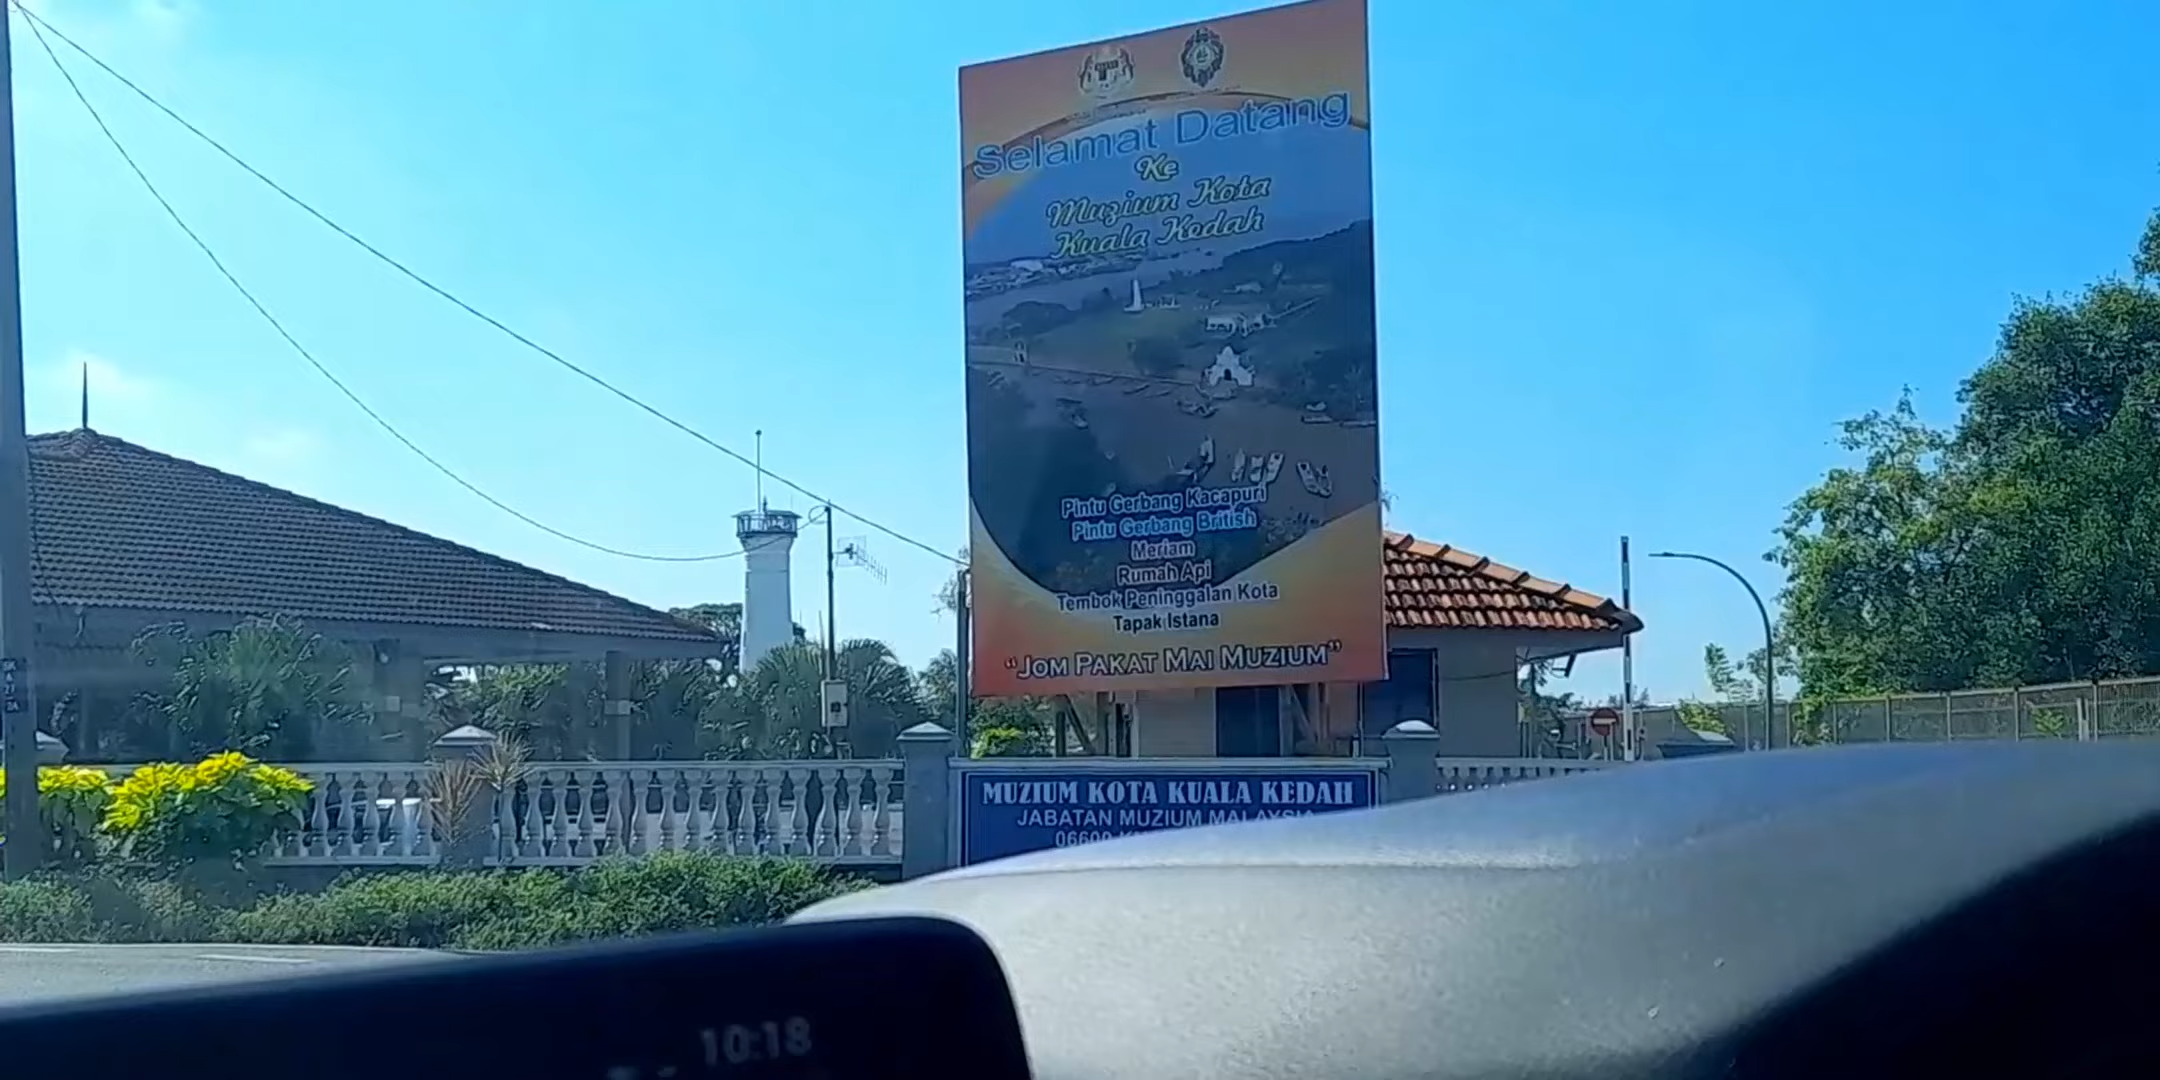 Selamat Datang
Ke
Muzium Kota
Kuala Kedah
Pintu Gerbang Kacapuri
Pintu Gerbang British
Meriam
Rumah Api
Tembok Peninggalan Kota
Tapak Istana
“JOM PAKAT MAI MUZIUM”
MUZIUM KOTA KUALA KEDAH
JABATAN MUZIUM MALAYSIA
06600
10:18